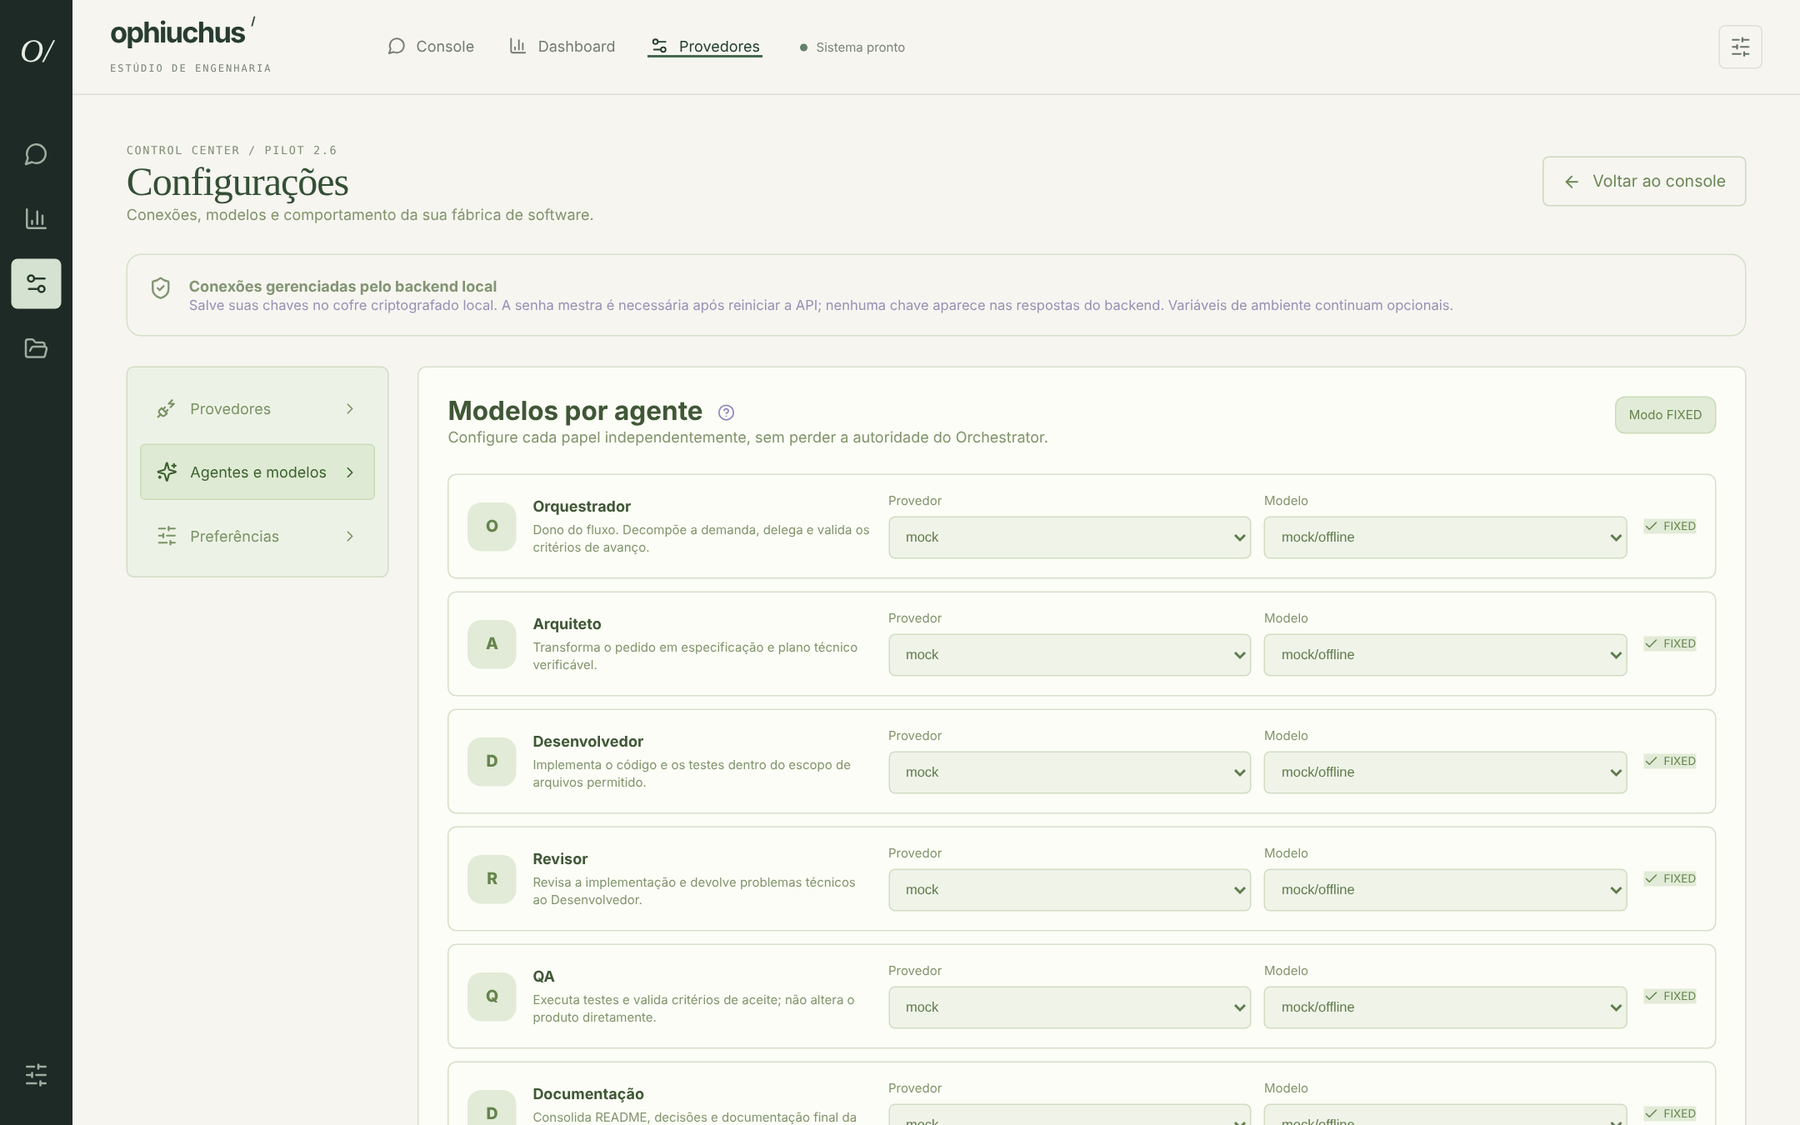 O/
ophiuchus /
ESTÚDIO DE ENGENHARIA
Console
Dashboard
Provedores
Sistema pronto
CONTROL CENTER / PILOT 2.6
Configurações
Conexões, modelos e comportamento da sua fábrica de software.
Voltar ao console
Conexões gerenciadas pelo backend local
Salve suas chaves no cofre criptografado local. A senha mestra é necessária após reiniciar a API; nenhuma chave aparece nas respostas do backend. Variáveis de ambiente continuam opcionais.
Provedores
Agentes e modelos
Preferências
Modelos por agente
Configure cada papel independentemente, sem perder a autoridade do Orchestrator.
Modo FIXED
O
Orquestrador
Dono do fluxo. Decompõe a demanda, delega e valida os
critérios de avanço.
Provedor
mock
Modelo
mock/offline
FIXED
A
Arquiteto
Transforma o pedido em especificação e plano técnico
verificável.
Provedor
mock
Modelo
mock/offline
FIXED
D
Desenvolvedor
Implementa o código e os testes dentro do escopo de
arquivos permitido.
Provedor
mock
Modelo
mock/offline
FIXED
R
Revisor
Revisa a implementação e devolve problemas técnicos
ao Desenvolvedor.
Provedor
mock
Modelo
mock/offline
FIXED
Q
QA
Executa testes e valida critérios de aceite; não altera o
produto diretamente.
Provedor
mock
Modelo
mock/offline
FIXED
D
Documentação
Consolida README, decisões e documentação final da
Provedor
mock
Modelo
mock/offline
FIXED